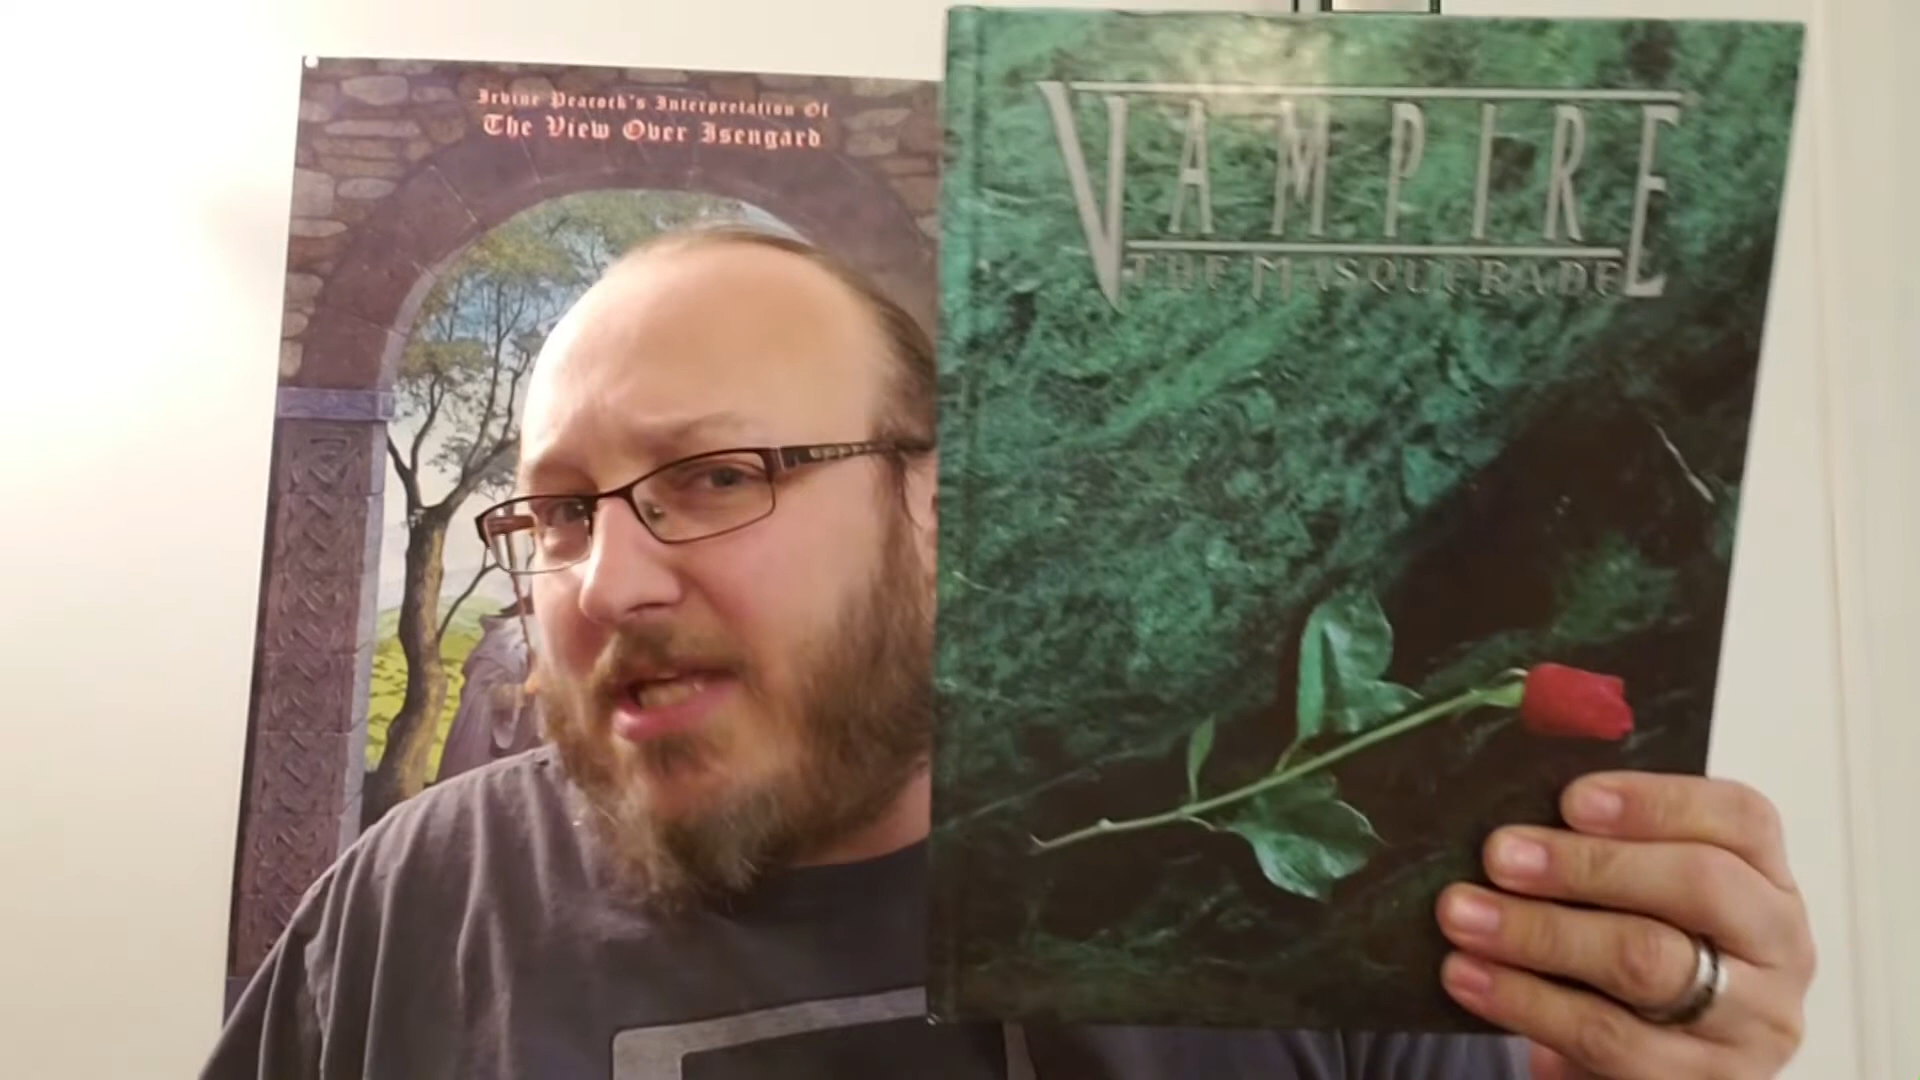 Irvine Peacock's Interpretation Of
The View Over Isengard
VAMPIRE
THE MASQUERADE